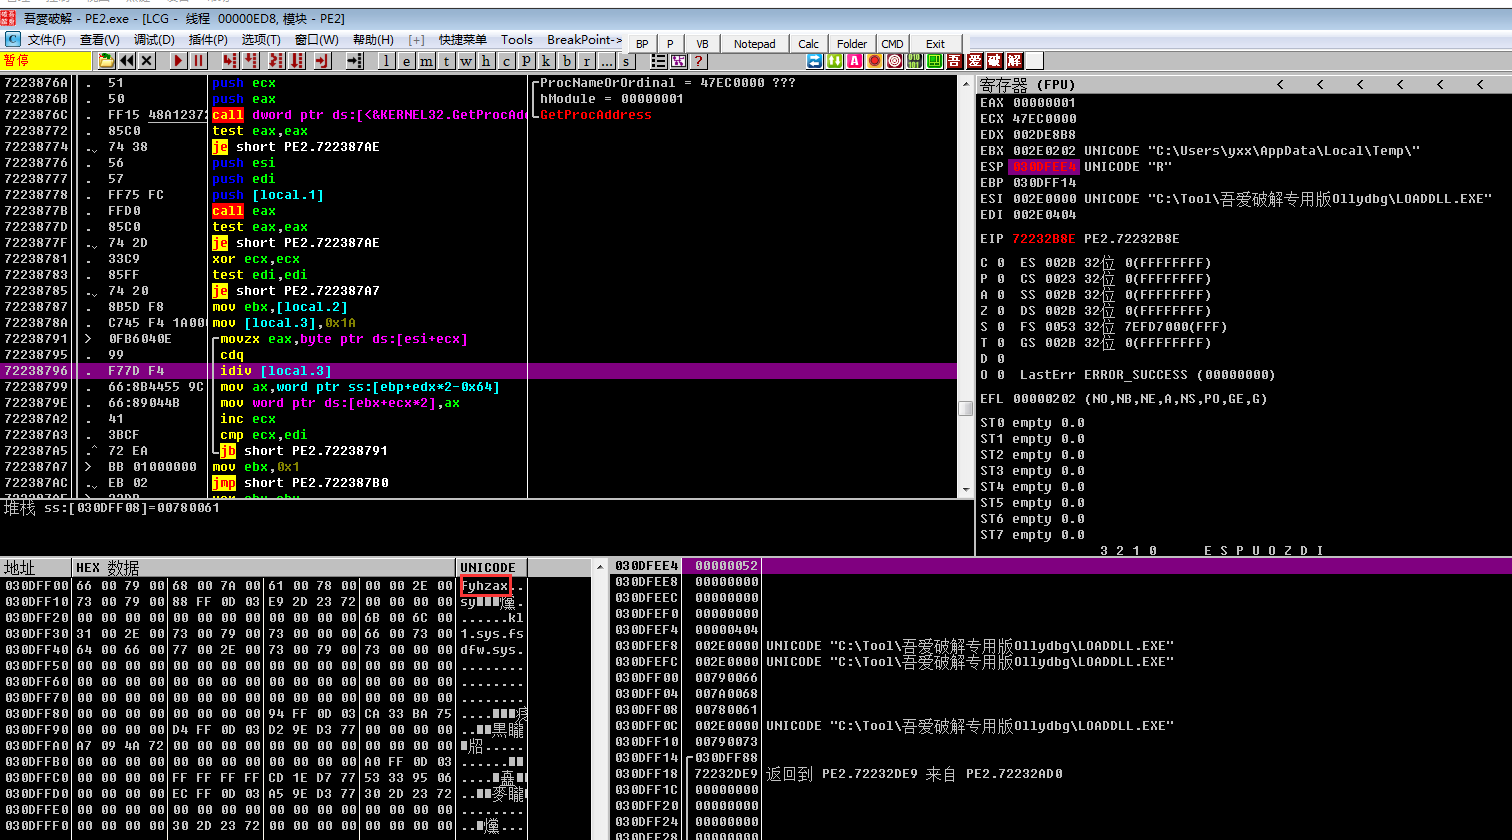 吾爱破解 - PE2.exe - [LCG - 线程 00000ED8, 模块 - PE2]
C 文件(F) 查看(V) 调试(D) 插件(P) 选项(T) 窗口(W) 帮助(H) [+] 快捷菜单 Tools BreakPoint-> BP P VB Notepad Calc Folder CMD Exit
暂停 l e m t w h c p k b r ... s ? 吾 爱 破 解
7223876A . 51 push ecx ProcNameOrOrdinal = 47EC0000 ???
7223876B . 50 push eax hModule = 00000001
7223876C . FF15 48A12372 call dword ptr ds:[<&KERNEL32.GetProcAdd GetProcAddress
72238772 . 85C0 test eax,eax
72238774 .⌄ 74 38 je short PE2.722387AE
72238776 . 56 push esi
72238777 . 57 push edi
72238778 . FF75 FC push [local.1]
7223877B . FFD0 call eax
7223877D . 85C0 test eax,eax
7223877F .⌄ 74 2D je short PE2.722387AE
72238781 . 33C9 xor ecx,ecx
72238783 . 85FF test edi,edi
72238785 .⌄ 74 20 je short PE2.722387A7
72238787 . 8B5D F8 mov ebx,[local.2]
7223878A . C745 F4 1A00 mov [local.3],0x1A
72238791 > 0FB6040E movzx eax,byte ptr ds:[esi+ecx]
72238795 . 99 cdq
72238796 . F77D F4 idiv [local.3]
72238799 . 66:8B4455 9C mov ax,word ptr ss:[ebp+edx*2-0x64]
7223879E . 66:89044B mov word ptr ds:[ebx+ecx*2],ax
722387A2 . 41 inc ecx
722387A3 . 3BCF cmp ecx,edi
722387A5 .^ 72 EA jb short PE2.72238791
722387A7 > BB 01000000 mov ebx,0x1
722387AC .⌄ EB 02 jmp short PE2.722387B0
堆栈 ss:[030DFF08]=00780061
寄存器 (FPU) < < < < < <
EAX 00000001
ECX 47EC0000
EDX 002DE8B8
EBX 002E0202 UNICODE "C:\Users\yxx\AppData\Local\Temp\"
ESP 030DFEE4 UNICODE "R"
EBP 030DFF14
ESI 002E0000 UNICODE "C:\Tool\吾爱破解专用版Ollydbg\LOADDLL.EXE"
EDI 002E0404
EIP 72232B8E PE2.72232B8E
C 0 ES 002B 32位 0(FFFFFFFF)
P 0 CS 0023 32位 0(FFFFFFFF)
A 0 SS 002B 32位 0(FFFFFFFF)
Z 0 DS 002B 32位 0(FFFFFFFF)
S 0 FS 0053 32位 7EFD7000(FFF)
T 0 GS 002B 32位 0(FFFFFFFF)
D 0
O 0 LastErr ERROR_SUCCESS (00000000)
EFL 00000202 (NO,NB,NE,A,NS,PO,GE,G)
ST0 empty 0.0
ST1 empty 0.0
ST2 empty 0.0
ST3 empty 0.0
ST4 empty 0.0
ST5 empty 0.0
ST6 empty 0.0
ST7 empty 0.0
3 2 1 0 E S P U O Z D I
地址 HEX 数据 UNICODE
030DFF00 66 00 79 00 68 00 7A 00 61 00 78 00 00 00 2E 00 fyhzax..
030DFF10 73 00 79 00 88 FF 0D 03 E9 2D 23 72 00 00 00 00 sy
030DFF20 00 00 00 00 00 00 00 00 00 00 00 00 6B 00 6C 00 ......kl
030DFF30 31 00 2E 00 73 00 79 00 73 00 00 00 66 00 73 00 1.sys.fs
030DFF40 64 00 66 00 77 00 2E 00 73 00 79 00 73 00 00 00 dfw.sys.
030DFF50 00 00 00 00 00 00 00 00 00 00 00 00 00 00 00 00 ........
030DFF60 00 00 00 00 00 00 00 00 00 00 00 00 00 00 00 00 ........
030DFF70 00 00 00 00 00 00 00 00 00 00 00 00 00 00 00 00 ........
030DFF80 00 00 00 00 00 00 00 00 94 FF 0D 03 CA 33 BA 75
030DFF90 00 00 00 00 D4 FF 0D 03 D2 9E D3 77 00 00 00 00
030DFFA0 A7 09 4A 72 00 00 00 00 00 00 00 00 00 00 00 00
030DFFB0 00 00 00 00 00 00 00 00 00 00 00 00 A0 FF 0D 03
030DFFC0 00 00 00 00 FF FF FF FF CD 1E D7 77 53 33 95 06
030DFFD0 00 00 00 00 EC FF 0D 03 A5 9E D3 77 30 2D 23 72
030DFFE0 00 00 00 00 00 00 00 00 00 00 00 00 00 00 00 00 ........
030DFFF0 00 00 00 00 30 2D 23 72 00 00 00 00 00 00 00 00
030DFEE4 00000052
030DFEE8 00000000
030DFEEC 00000000
030DFEF0 00000000
030DFEF4 00000404
030DFEF8 002E0000 UNICODE "C:\Tool\吾爱破解专用版Ollydbg\LOADDLL.EXE"
030DFEFC 002E0000 UNICODE "C:\Tool\吾爱破解专用版Ollydbg\LOADDLL.EXE"
030DFF00 00790066
030DFF04 007A0068
030DFF08 00780061
030DFF0C 002E0000 UNICODE "C:\Tool\吾爱破解专用版Ollydbg\LOADDLL.EXE"
030DFF10 00790073
030DFF14 030DFF88
030DFF18 72232DE9 返回到 PE2.72232DE9 来自 PE2.72232AD0
030DFF1C 00000000
030DFF20 00000000
030DFF24 00000000
030DFF28 00000000